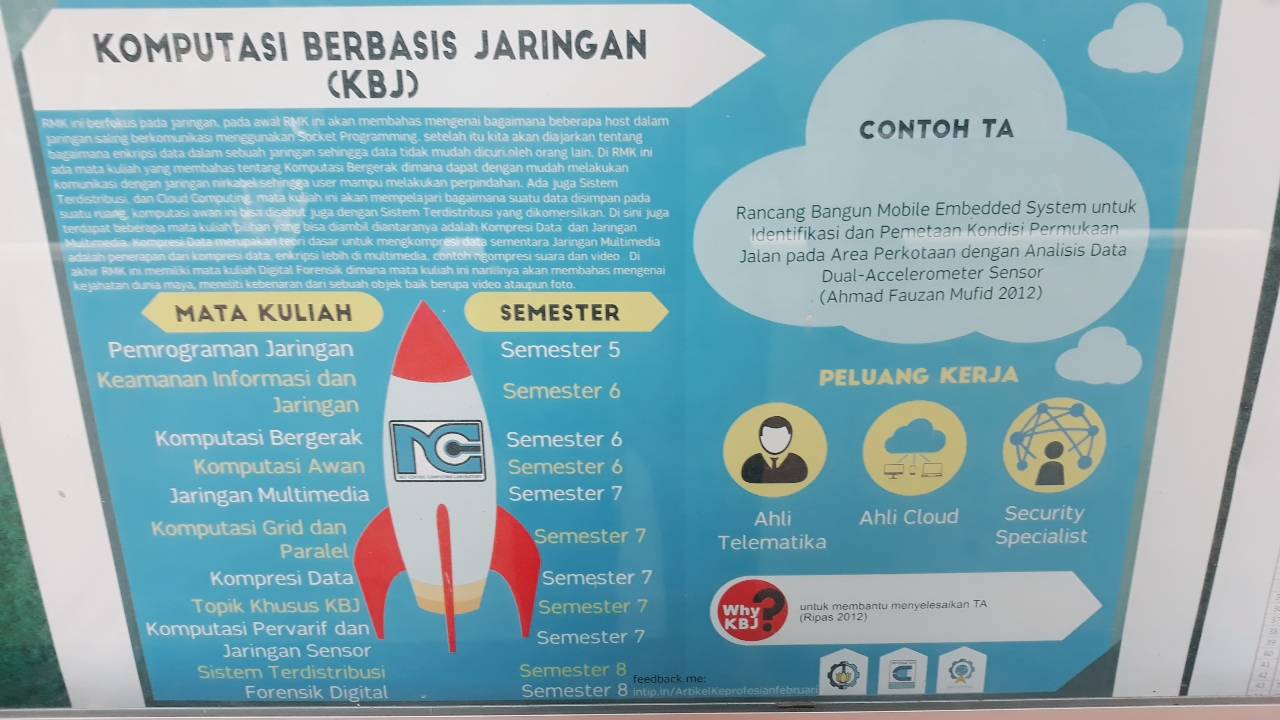 KOMPUTASI BERBASIS JARINGAN
(KBJ)
RMK ini berfokus pada jaringan, pada awal RMK ini akan membahas mengenai bagaimana beberapa host dalam
jaringan saling berkomunikasi menggunakan Socket Programming, setelah itu kita akan diajarkan tentang
bagaimana enkripsi data dalam sebuah jaringan sehingga data tidak mudah dicuri oleh orang lain. Di RMK ini
ada mata kuliah yang membahas tentang Komputasi Bergerak dimana dapat dengan mudah melakukan
komunikasi dengan jaringan nirkabel sehingga user mampu melakukan perpindahan. Ada juga Sistem
Terdistribusi, dan Cloud Computing, mata kuliah ini akan mempelajari bagaimana suatu data disimpan pada
suatu ruang, komputasi awan ini bisa disebut juga dengan Sistem Terdistribusi yang dikomersilkan. Di sini juga
terdapat beberapa mata kuliah pilihan yang bisa diambil diantaranya adalah Kompresi Data dan Jaringan
Multimedia. Kompresi Data merupakan teori dasar untuk mengkompresi data sementara Jaringan Multimedia
adalah penerapan dari kompresi data, enkripsi lebih di multimedia, contoh ngompresi suara dan video . Di
akhir RMK ini memiliki mata kuliah Digital Forensik dimana mata kuliah ini nantinya akan membahas mengenai
kejahatan dunia maya, meneliti kebenaran dari sebuah objek baik berupa video ataupun foto.
MATA KULIAH SEMESTER
Pemrograman Jaringan Semester 5
Keamanan Informasi dan
Jaringan Semester 6
Komputasi Bergerak Semester 6
Komputasi Awan Semester 6
Jaringan Multimedia Semester 7
Komputasi Grid dan
Paralel Semester 7
Kompresi Data Semester 7
Topik Khusus KBJ Semester 7
Komputasi Pervarif dan
Jaringan Sensor Semester 7
Sistem Terdistribusi Semester 8
Forensik Digital Semester 8
NCC
CONTOH TA
Rancang Bangun Mobile Embedded System untuk
Identifikasi dan Pemetaan Kondisi Permukaan
Jalan pada Area Perkotaan dengan Analisis Data
Dual-Accelerometer Sensor
(Ahmad Fauzan Mufid 2012)
PELUANG KERJA
Ahli
Telematika
Ahli Cloud
Security
Specialist
Why
KBJ?
untuk membantu menyelesaikan TA
(Ripas 2012)
feedback me:
intip.in/ArtikelKeprofesianfebruari